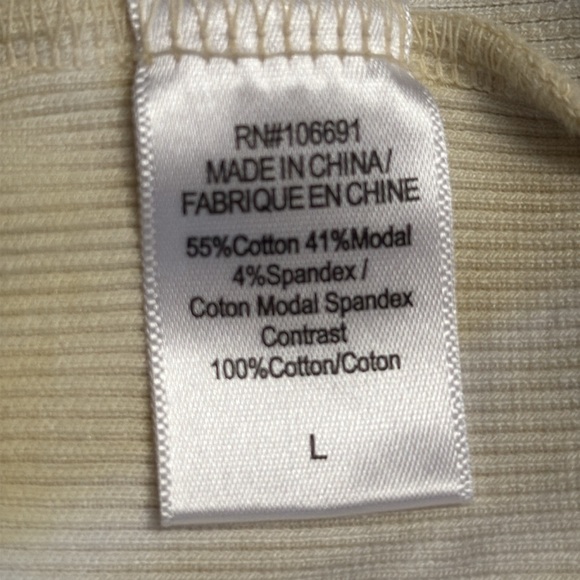 RN#106691
MADE IN CHINA/
FABRIQUE EN CHINE
55%Cotton 41%Modal
4%Spandex /
Coton Modal Spandex
Contrast
100%Cotton/Coton
L